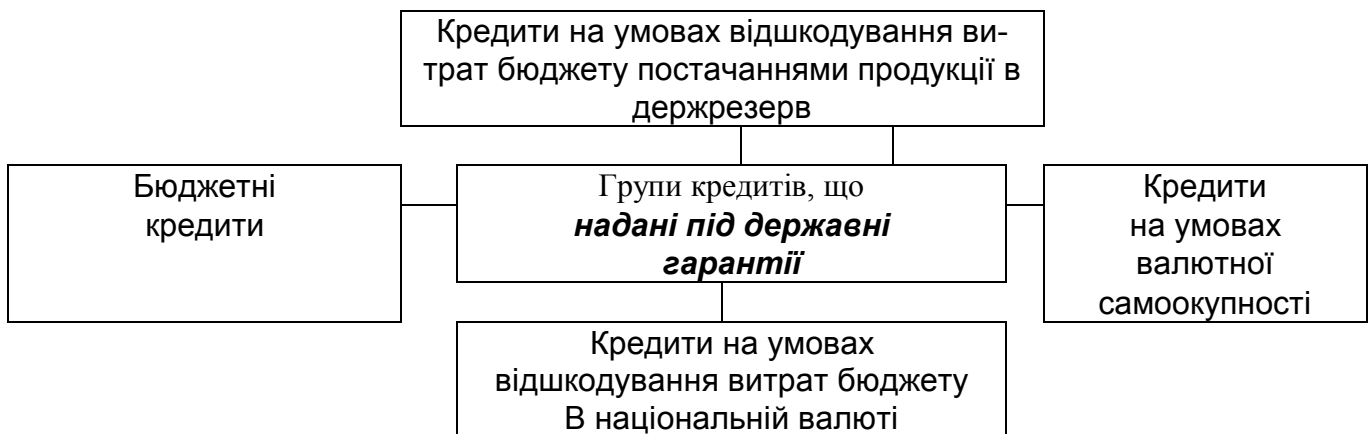 Кредити на умовах відшкодування ви-
трат бюджету постачаннями продукції в
держрезерв
Бюджетні
кредити
Групи кредитів, що
надані під державні
гарантії
Кредити
на умовах
валютної
самоокупності
Кредити на умовах
відшкодування витрат бюджету
В національній валюті